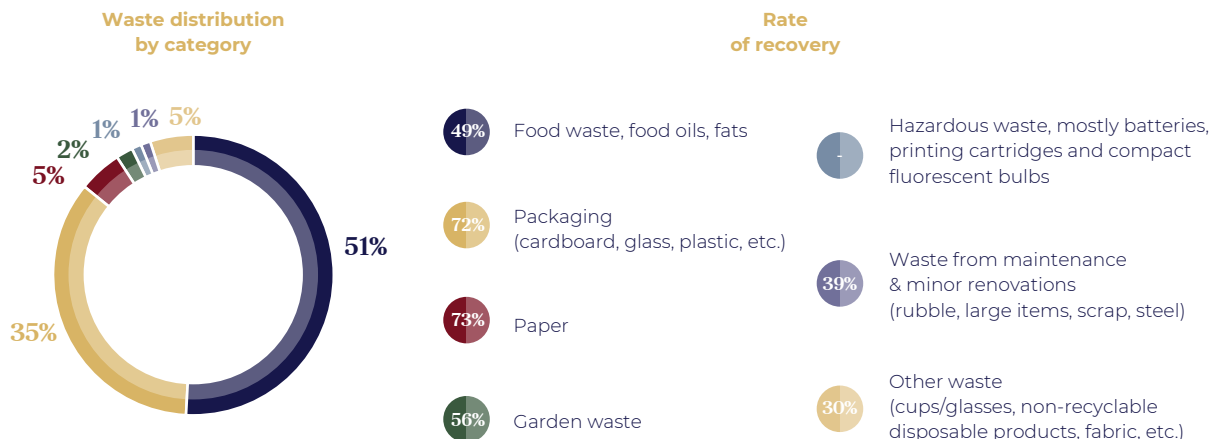 Waste distribution
by category
Rate
of recovery
5%
1%
1%
2%
5%
51%
35%
49%
Food waste, food oils, fats
72%
Packaging
(cardboard, glass, plastic, etc.)
73%
Paper
56%
Garden waste
-
Hazardous waste, mostly batteries,
printing cartridges and compact
fluorescent bulbs
39%
Waste from maintenance
& minor renovations
(rubble, large items, scrap, steel)
30%
Other waste
(cups/glasses, non-recyclable
disposable products, fabric, etc.)